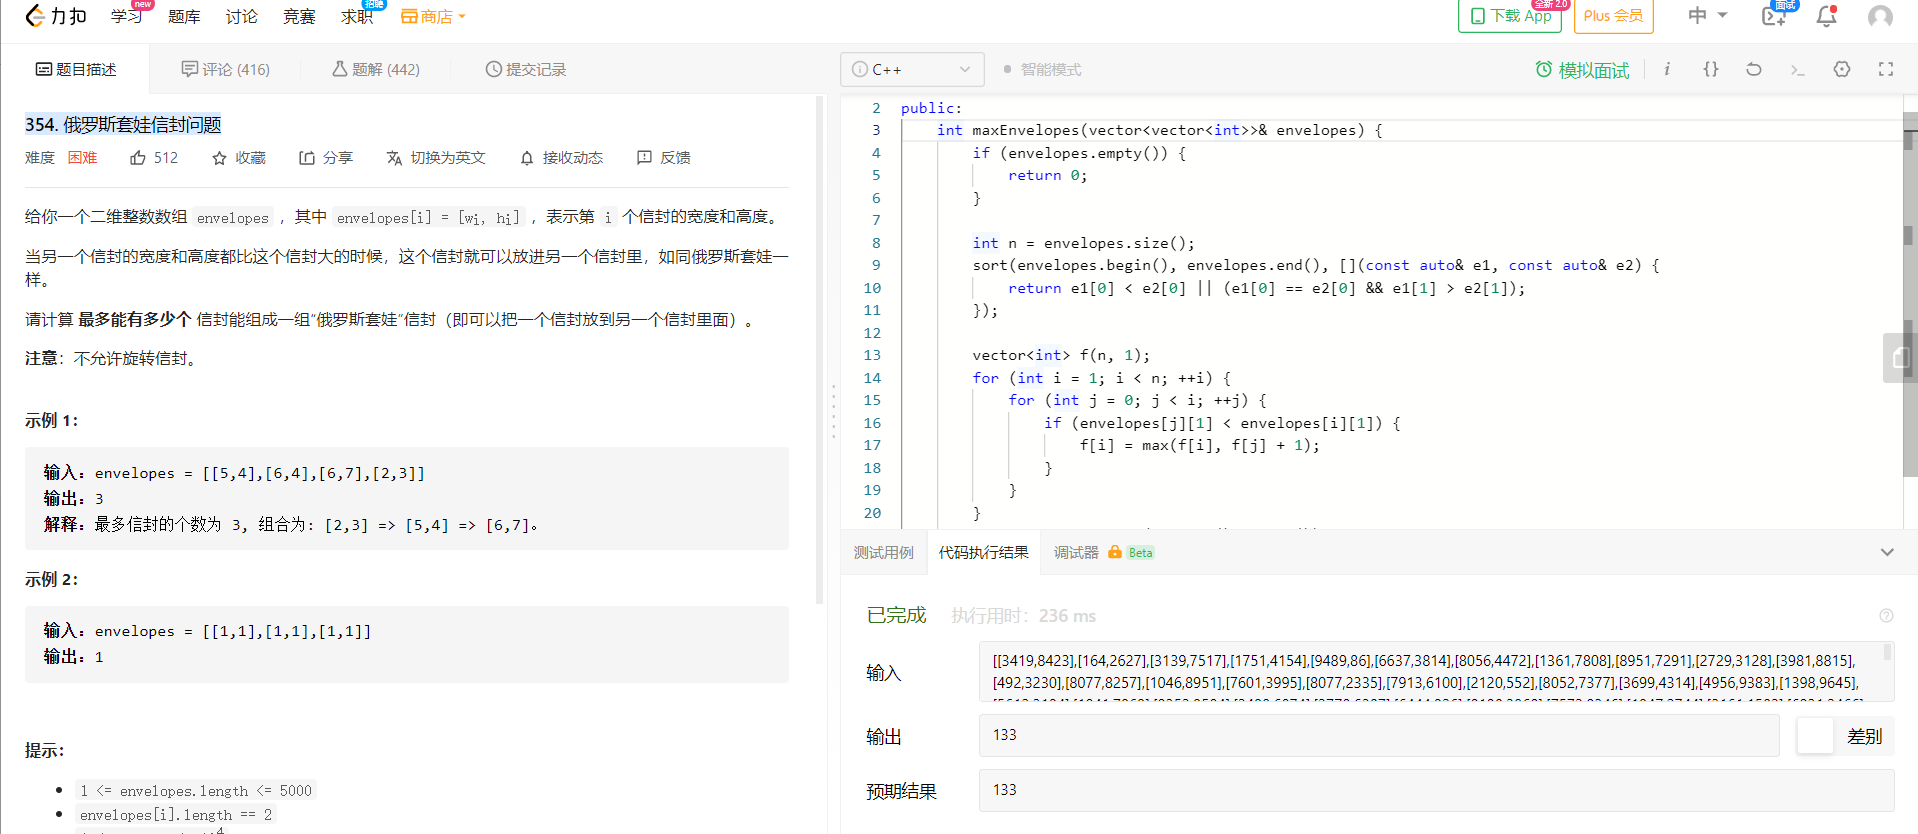 力扣 学习 new 题库 讨论 竞赛 求职 招聘 商店 下载 App 全新 2.0 Plus 会员 中 面试
题目描述 评论 (416) 题解 (442) 提交记录
354. 俄罗斯套娃信封问题
难度 困难 512 收藏 分享 切换为英文 接收动态 反馈
给你一个二维整数数组 envelopes ，其中 envelopes[i] = [wi, hi] ，表示第 i 个信封的宽度和高度。
当另一个信封的宽度和高度都比这个信封大的时候，这个信封就可以放进另一个信封里，如同俄罗斯套娃一
样。
请计算 最多能有多少个 信封能组成一组“俄罗斯套娃”信封（即可以把一个信封放到另一个信封里面）。
注意：不允许旋转信封。
示例 1：
输入：envelopes = [[5,4],[6,4],[6,7],[2,3]]
输出：3
解释：最多信封的个数为 3, 组合为: [2,3] => [5,4] => [6,7]。
示例 2：
输入：envelopes = [[1,1],[1,1],[1,1]]
输出：1
提示：
1 <= envelopes.length <= 5000
envelopes[i].length == 2
C++ 智能模式 模拟面试
2 public:
3 int maxEnvelopes(vector<vector<int>>& envelopes) {
4 if (envelopes.empty()) {
5 return 0;
6 }
7
8 int n = envelopes.size();
9 sort(envelopes.begin(), envelopes.end(), [](const auto& e1, const auto& e2) {
10 return e1[0] < e2[0] || (e1[0] == e2[0] && e1[1] > e2[1]);
11 });
12
13 vector<int> f(n, 1);
14 for (int i = 1; i < n; ++i) {
15 for (int j = 0; j < i; ++j) {
16 if (envelopes[j][1] < envelopes[i][1]) {
17 f[i] = max(f[i], f[j] + 1);
18 }
19 }
20 }
测试用例 代码执行结果 调试器 Beta
已完成 执行用时：236 ms
输入
[[3419,8423],[164,2627],[3139,7517],[1751,4154],[9489,86],[6637,3814],[8056,4472],[1361,7808],[8951,7291],[2729,3128],[3981,8815],
[492,3230],[8077,8257],[1046,8951],[7601,3995],[8077,2335],[7913,6100],[2120,552],[8052,7377],[3699,4314],[4956,9383],[1398,9645],
输出 133 差别
预期结果 133